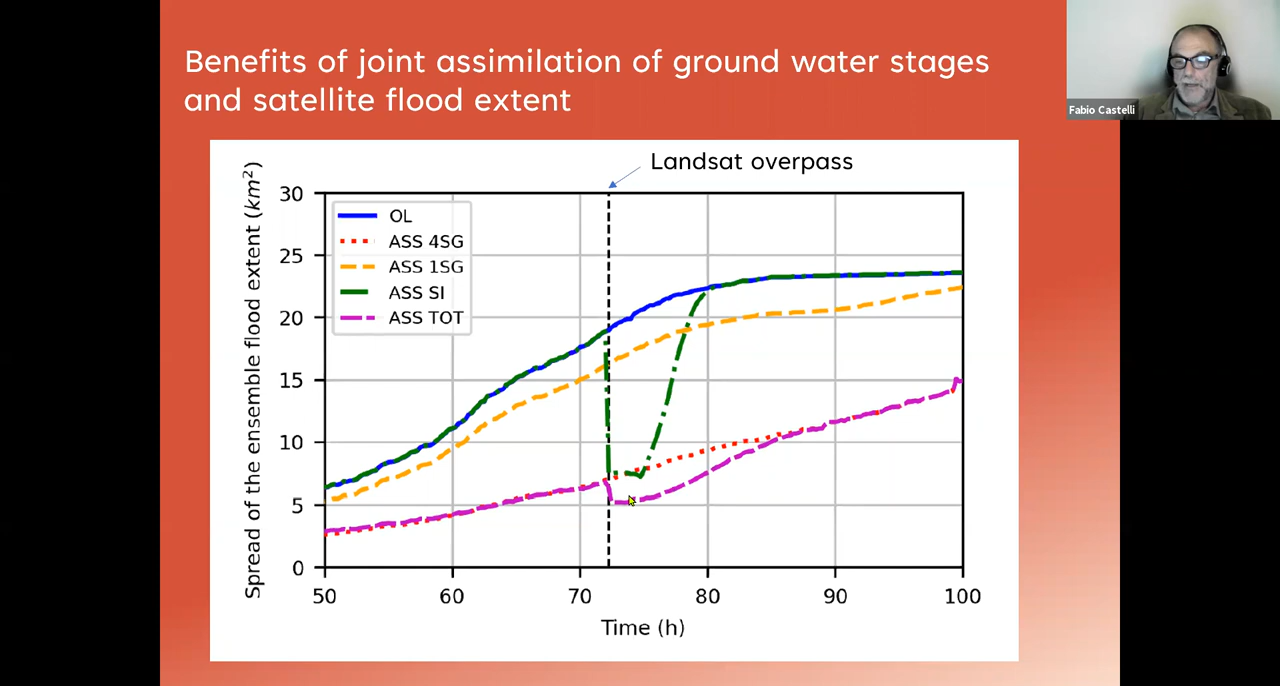 Benefits of joint assimilation of ground water stages
and satellite flood extent
Fabio Castelli
Landsat overpass
Spread of the ensemble flood extent (km²)
30
25
20
15
10
5
0
OL
ASS 4SG
ASS 1SG
ASS SI
ASS TOT
50 60 70 80 90 100
Time (h)